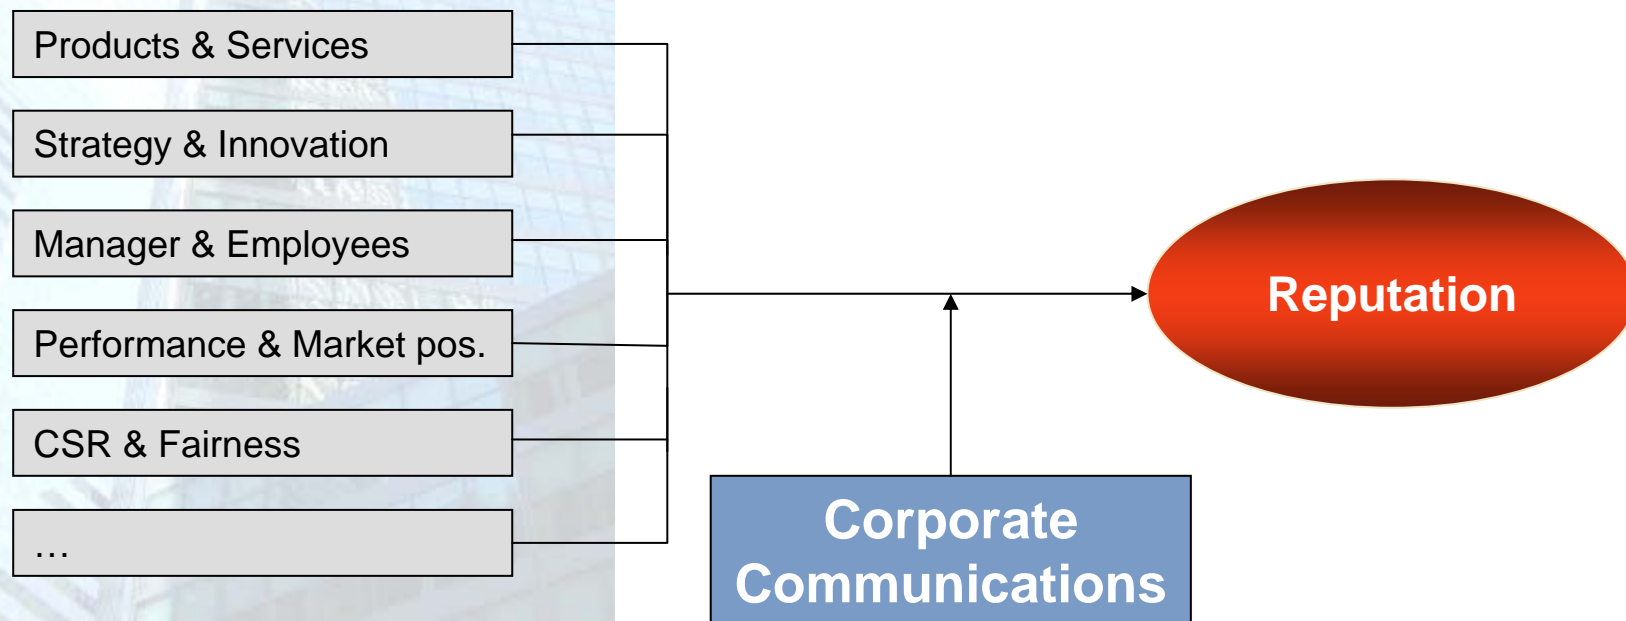 Products & Services
Strategy & Innovation
Manager & Employees
Performance & Market pos.
CSR & Fairness
…
Reputation
Corporate
Communications